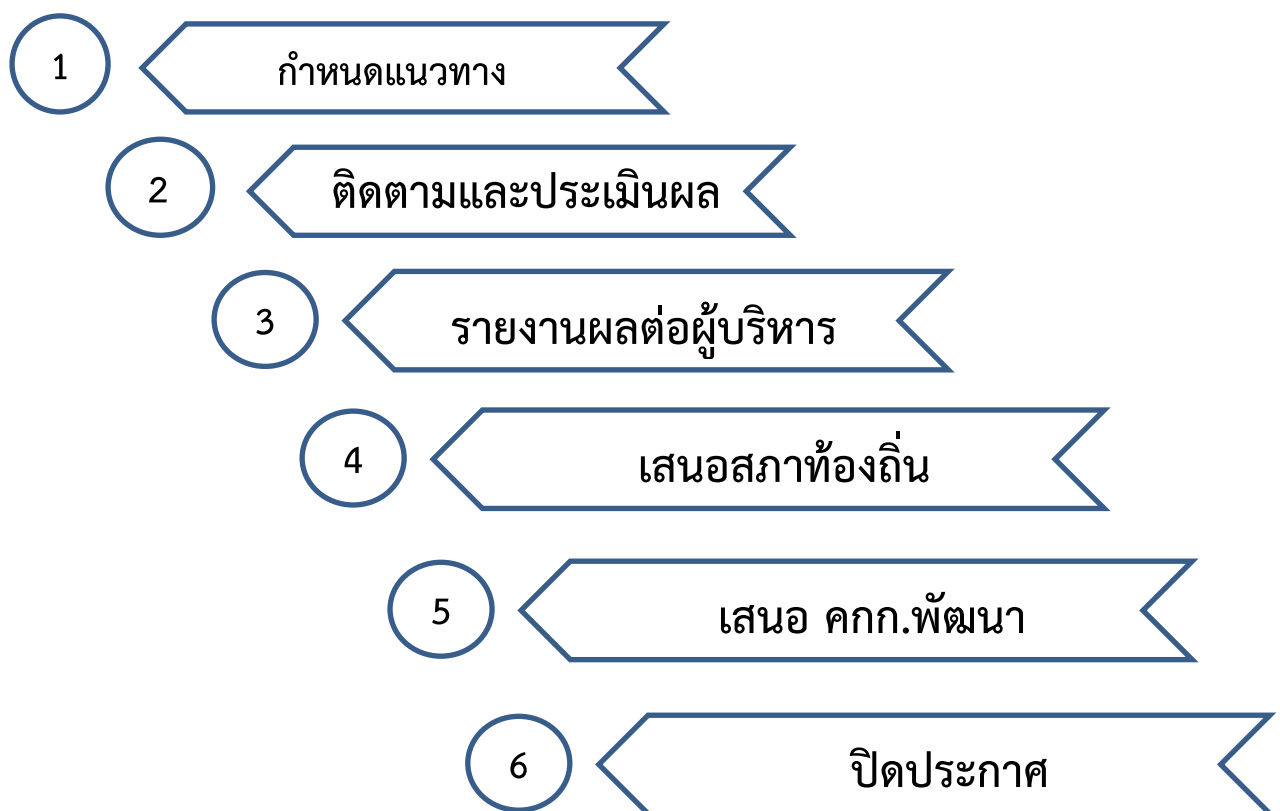 1 กำหนดแนวทาง
2 ติดตามและประเมินผล
3 รายงานผลต่อผู้บริหาร
4 เสนอสภาท้องถิ่น
5 เสนอ คกก.พัฒนา
6 ปิดประกาศ